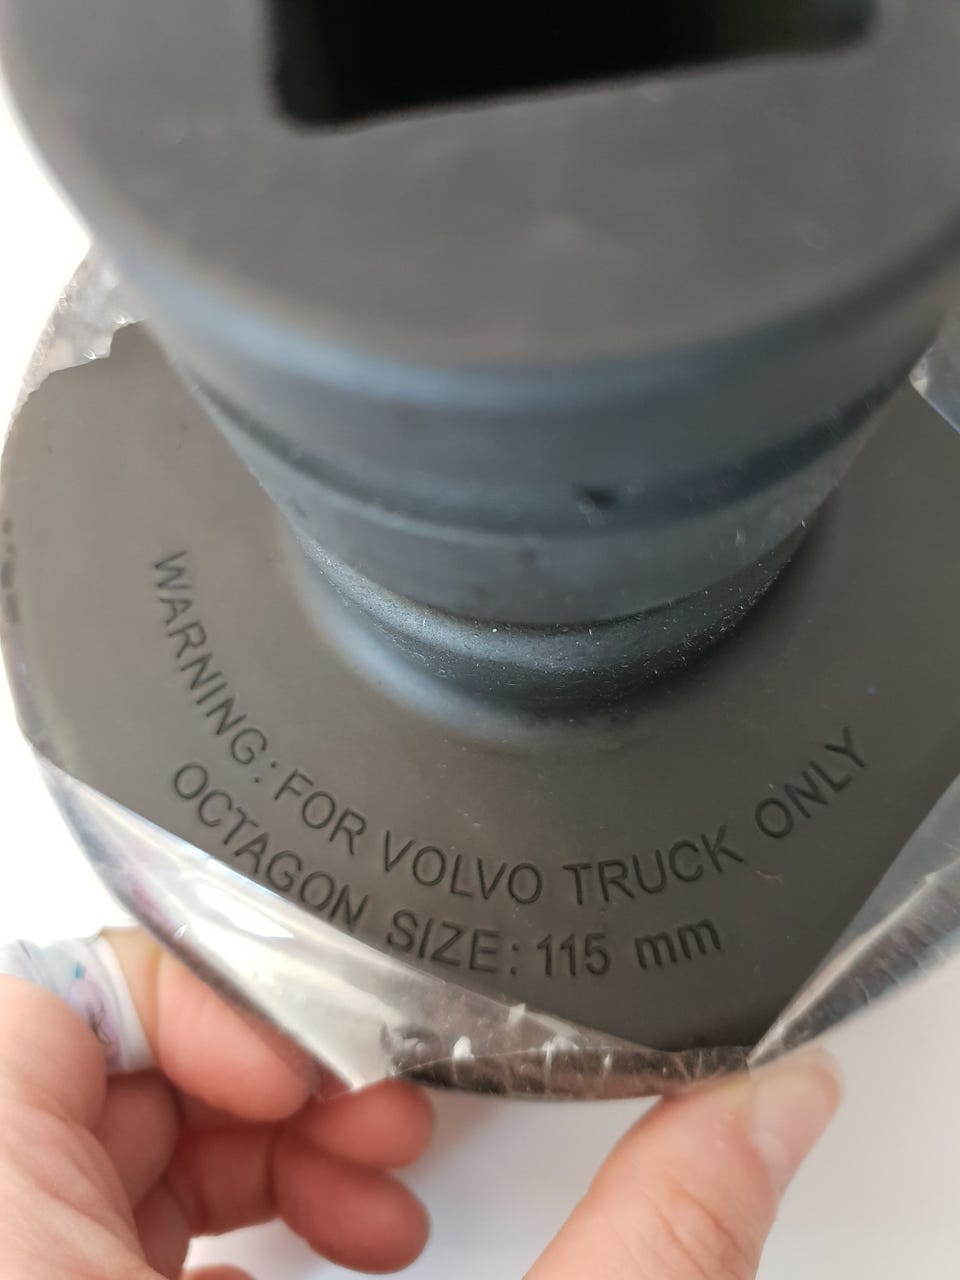 WARNING: FOR VOLVO TRUCK ONLY
OCTAGON SIZE: 115 mm